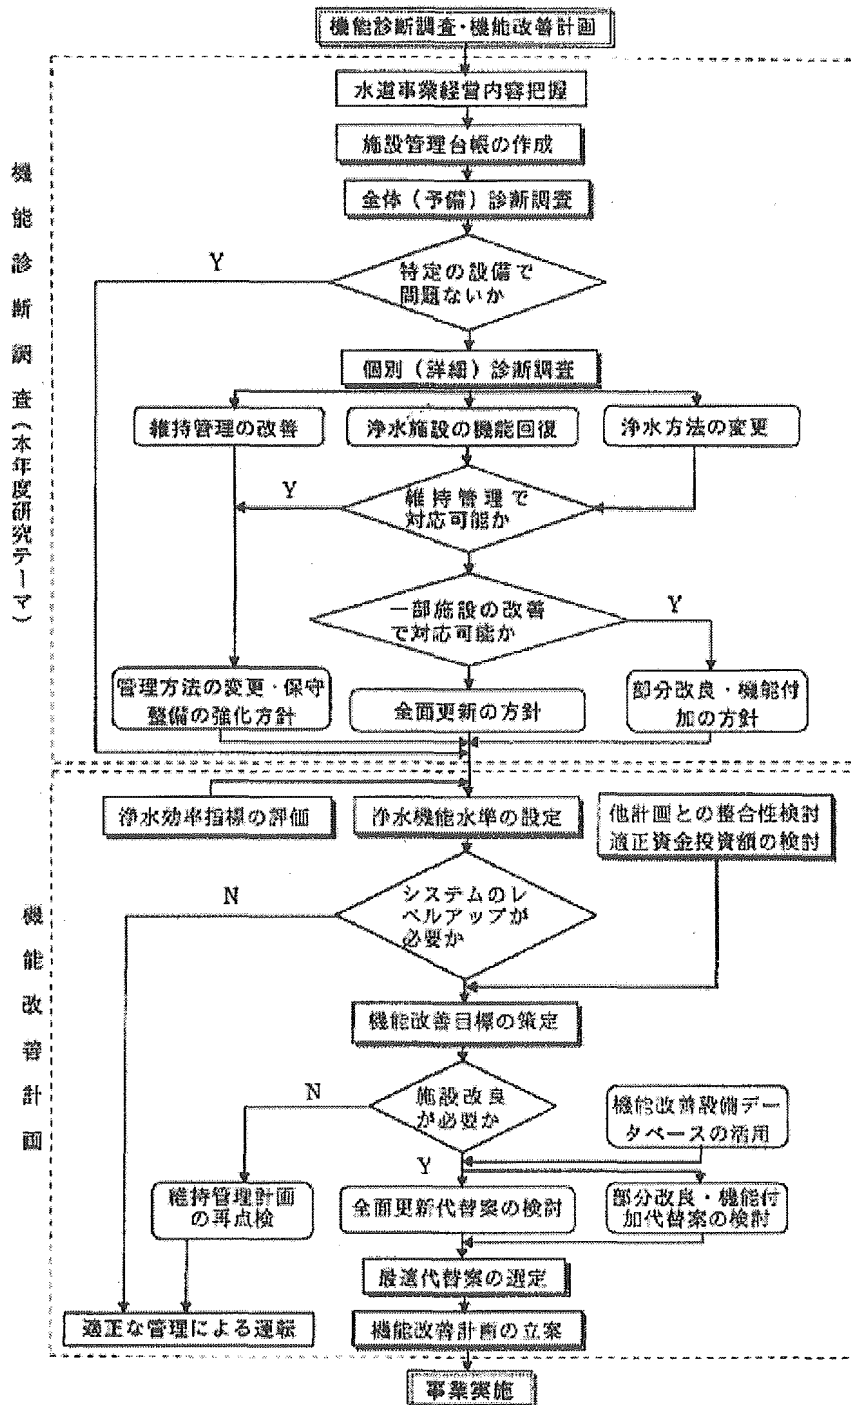 機能診断調査・機能改善計画
水道事業経営内容把握
施設管理台帳の作成
全体（予備）診断調査
特定の設備で
問題ないか
Y
個別（詳細）診断調査
維持管理の改善
浄水施設の機能回復
浄水方法の変更
維持管理で
対応可能か
Y
一部施設の改善
で対応可能か
Y
管理方法の変更・保守
整備の強化方針
全面更新の方針
部分改良・機能付
加の方針
機能診断調査（本年度研究テーマ）
浄水効率指標の評価
浄水機能水準の設定
他計画との整合性検討
適正資金投資額の検討
システムのレ
ベルアップが
必要か
N
機能改善目標の策定
施設改良
が必要か
N
Y
機能改善設備デー
タベースの活用
維持管理計画
の再点検
全面更新代替案の検討
部分改良・機能付
加代替案の検討
最適代替案の選定
適正な管理による運転
機能改善計画の立案
機能改善計画
事業実施